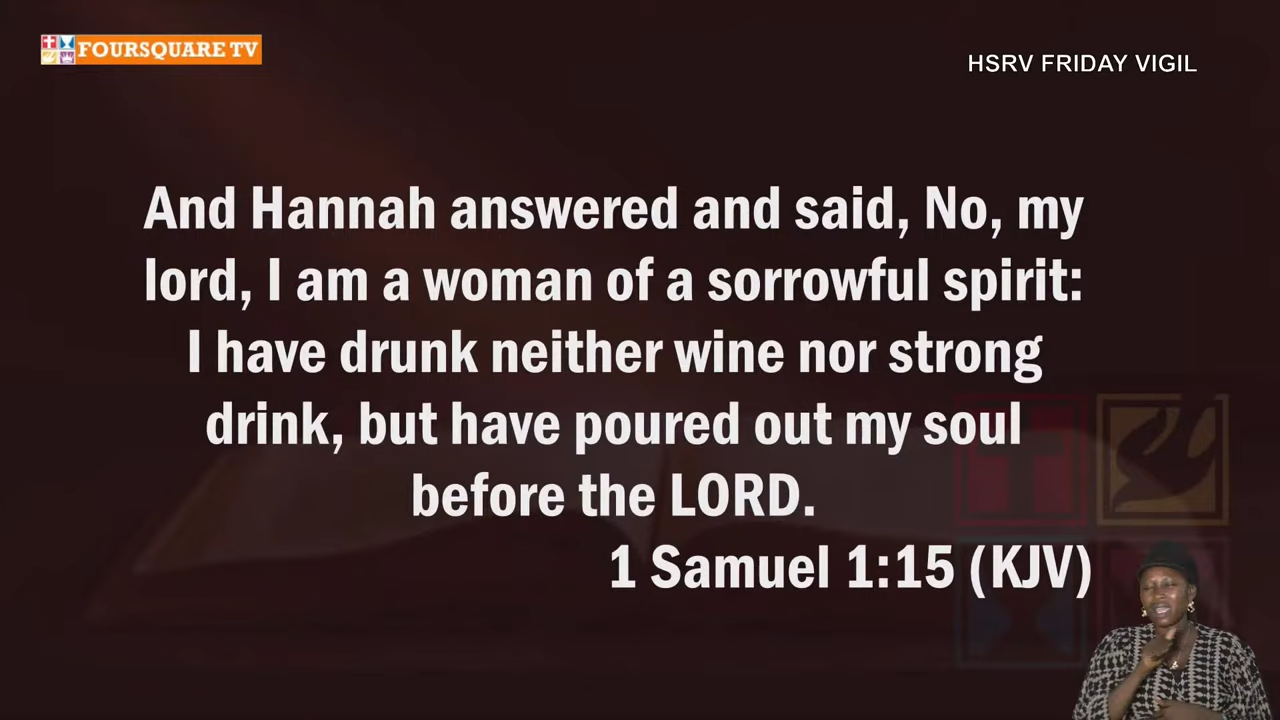 FOURSQUARE TV
HSRV FRIDAY VIGIL
And Hannah answered and said, No, my
lord, I am a woman of a sorrowful spirit:
I have drunk neither wine nor strong
drink, but have poured out my soul
before the LORD.
1 Samuel 1:15 (KJV)